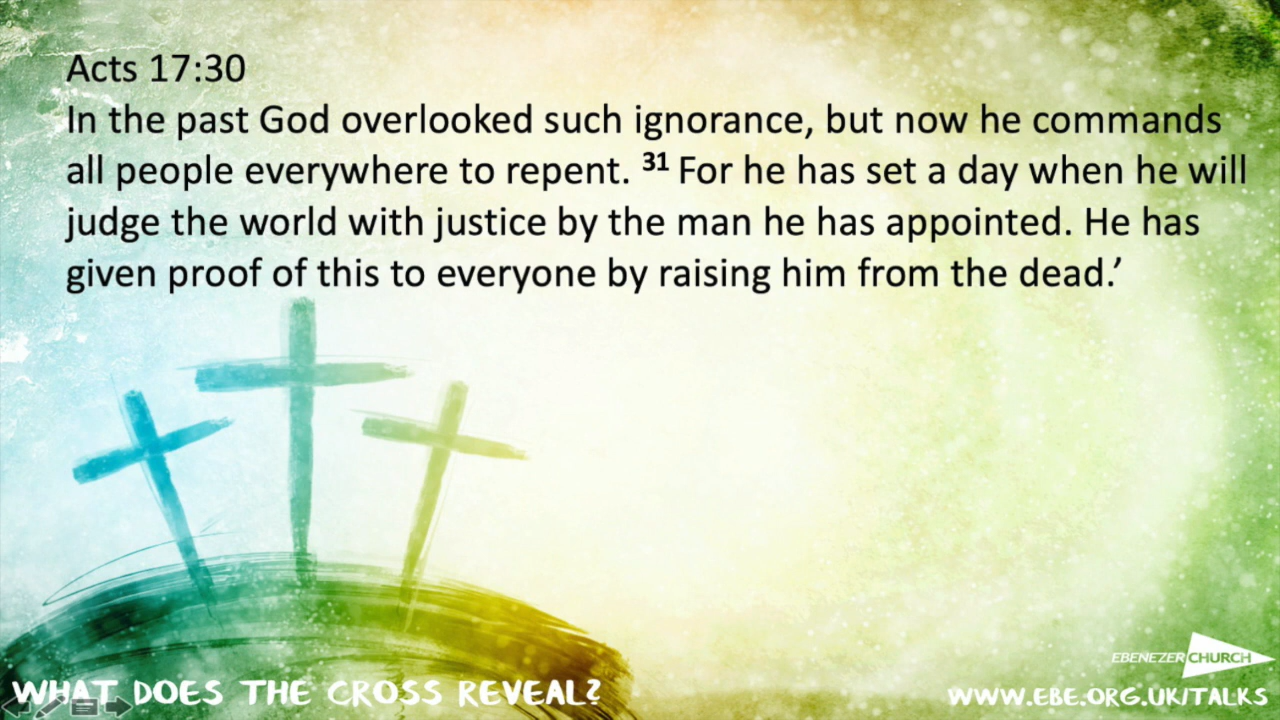 Acts 17:30
In the past God overlooked such ignorance, but now he commands
all people everywhere to repent. 31 For he has set a day when he will
judge the world with justice by the man he has appointed. He has
given proof of this to everyone by raising him from the dead.’
EBENEZER CHURCH
WHAT DOES THE CROSS REVEAL?
WWW.EBE.ORG.UK/TALKS